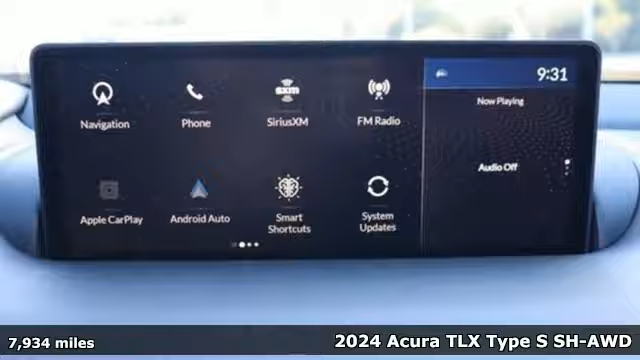 9:31
Navigation
Phone
sxm
SiriusXM
FM Radio
Now Playing
Audio Off
Apple CarPlay
Android Auto
Smart
Shortcuts
System
Updates
7,934 miles
2024 Acura TLX Type S SH-AWD